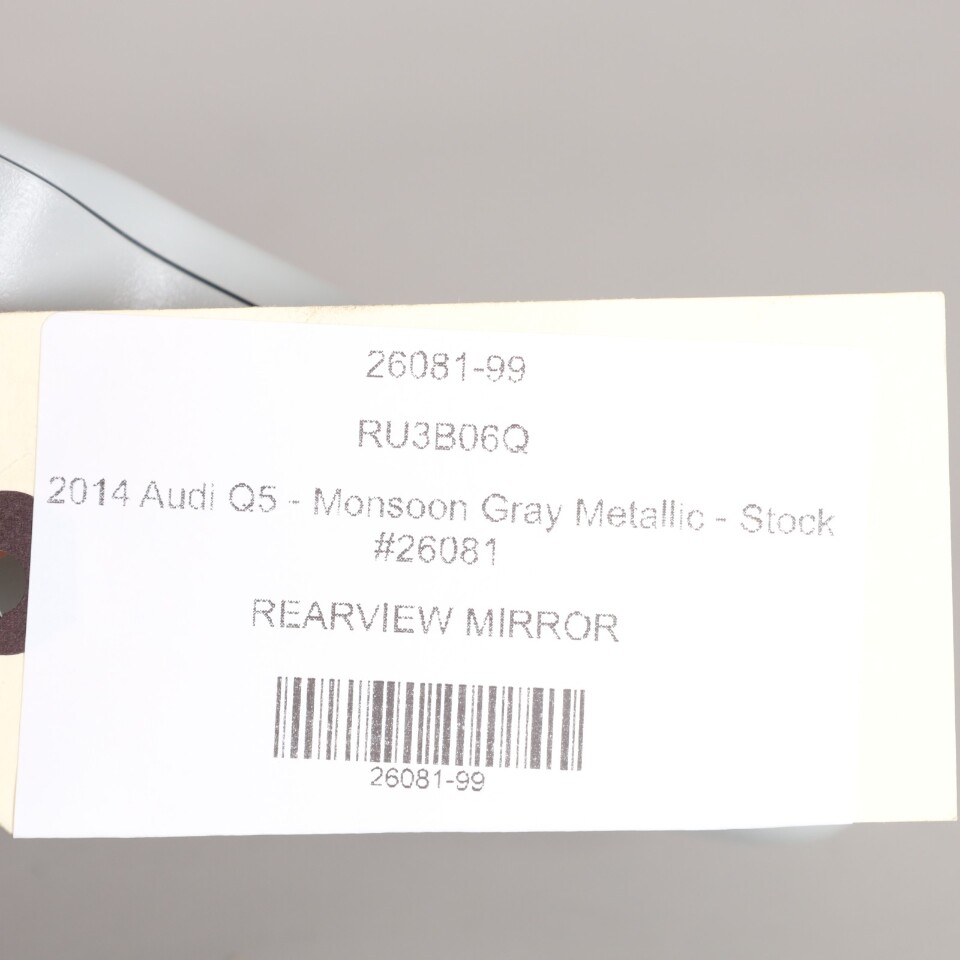 26081-99
RU3B06Q
2014 Audi Q5 - Monsoon Gray Metallic - Stock
#26081
REARVIEW MIRROR
26081-99